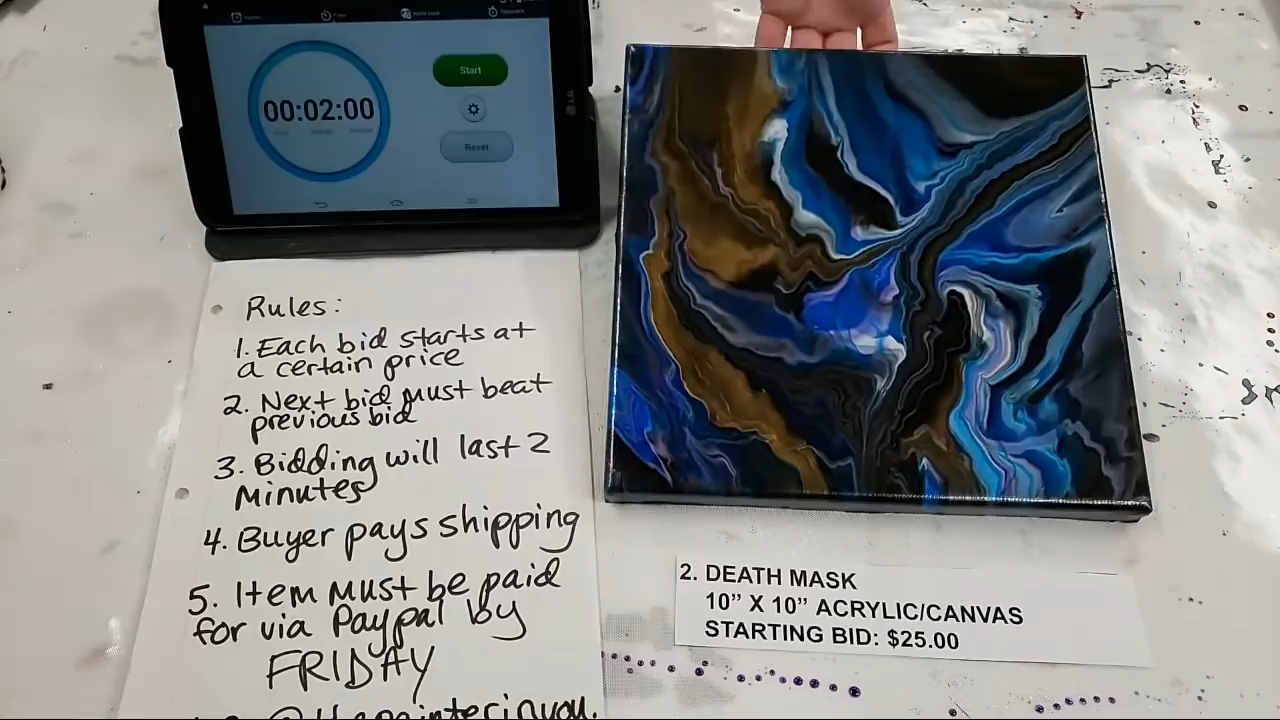 00:02:00
Start
Reset
LG
Rules:
1. Each bid starts at
a certain price
2. Next bid must beat
previous bid
3. Bidding will last 2
Minutes
4. Buyer pays shipping
5. Item must be paid
for via Paypal by
FRIDAY
2. DEATH MASK
10” X 10” ACRYLIC/CANVAS
STARTING BID: $25.00